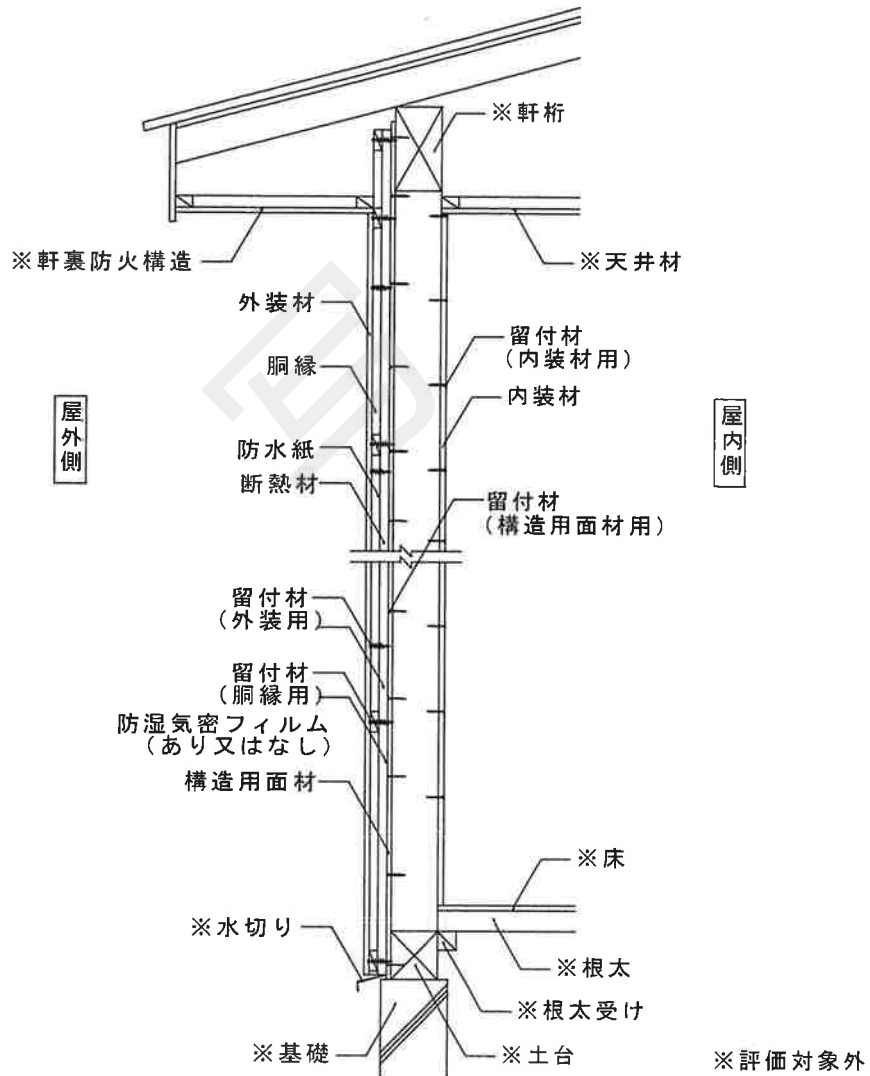 ※軒桁
※軒裏防火構造
※天井材
外装材
留付材
(内装材用)
胴縁
内装材
屋外側
屋内側
防水紙
断熱材
留付材
(構造用面材用)
留付材
(外装用)
留付材
(胴縁用)
防湿気密フィルム
(あり又はなし)
構造用面材
※床
※水切り
※根太
※根太受け
※基礎
※土台
※評価対象外
写